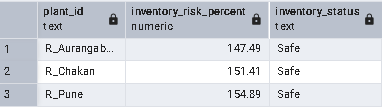 plant_id inventory_risk_percent inventory_status
text numeric text
1 R_Aurangab... 147.49 Safe
2 R_Chakan 151.41 Safe
3 R_Pune 154.89 Safe